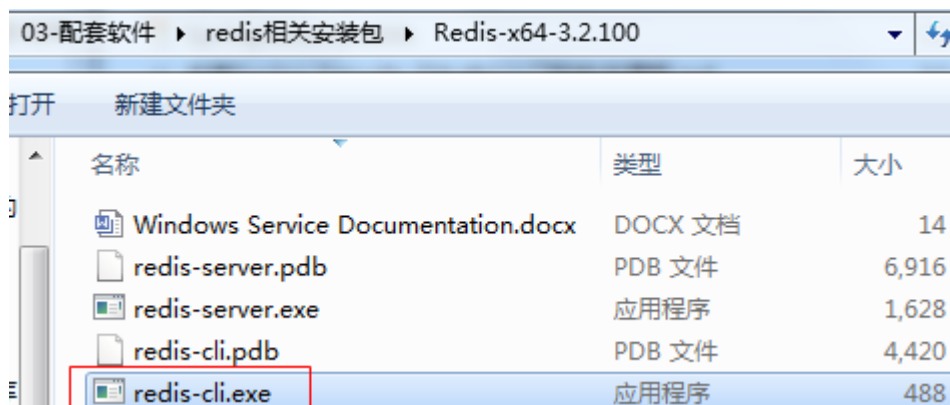 03-配套软件 redis相关安装包 Redis-x64-3.2.100
打开 新建文件夹
名称 类型 大小
Windows Service Documentation.docx DOCX 文档 14
redis-server.pdb PDB 文件 6,916
redis-server.exe 应用程序 1,628
redis-cli.pdb PDB 文件 4,420
redis-cli.exe 应用程序 488